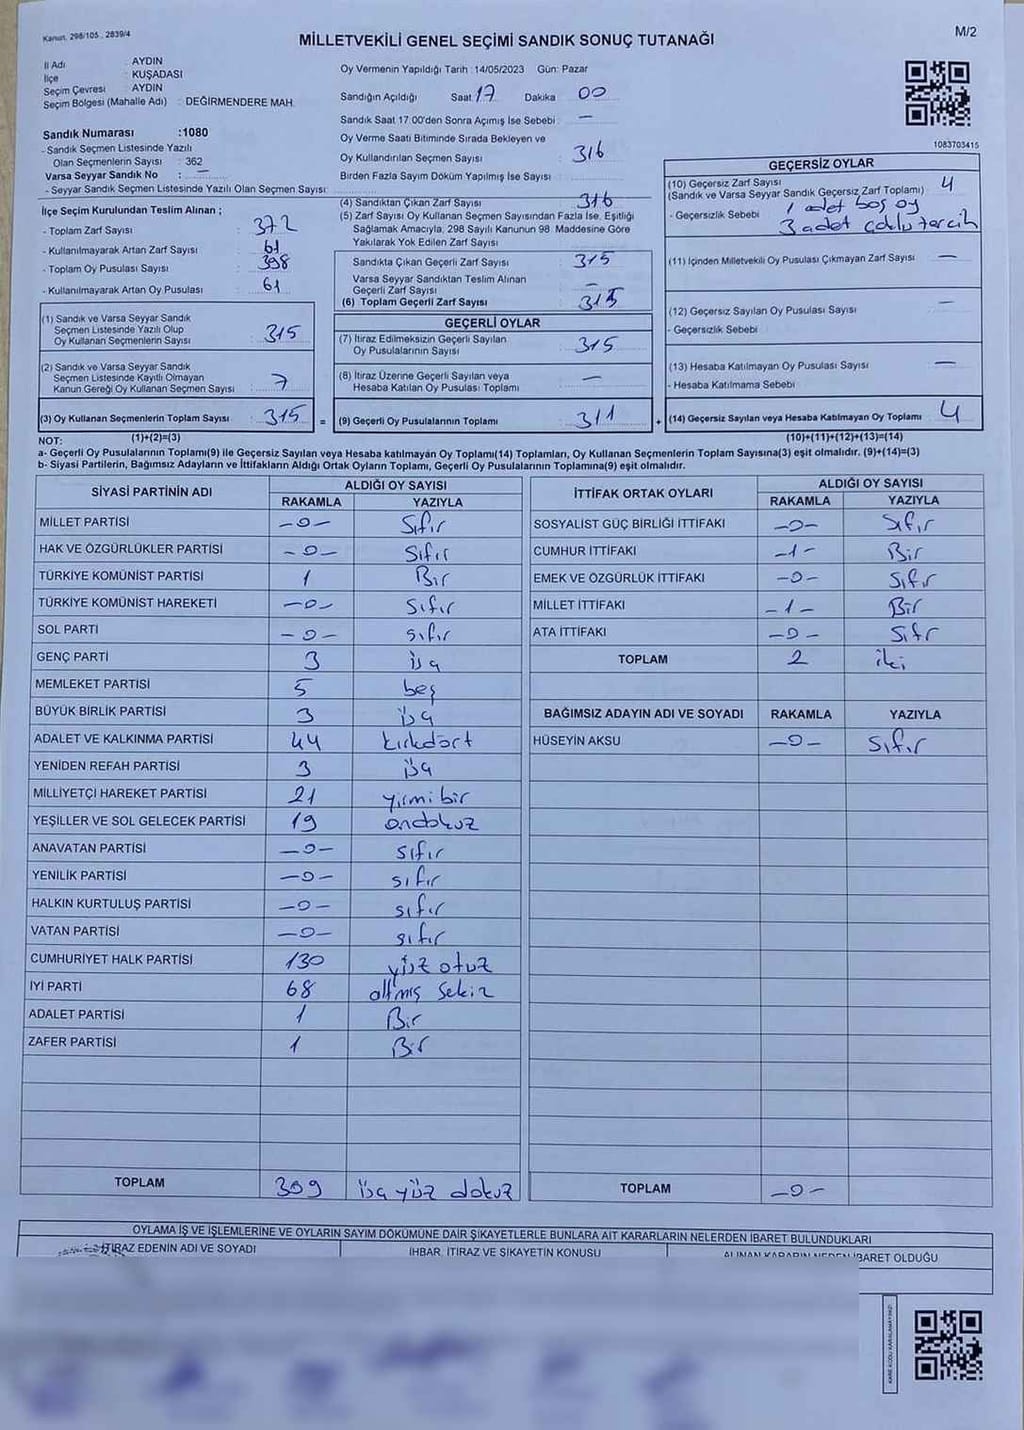 Kanun. 298/105, 2839/4
MİLLETVEKİLİ GENEL SEÇİMİ SANDIK SONUÇ TUTANAĞI
M/2
İl Adı : AYDIN
İlçe : KUŞADASI
Seçim Çevresi : AYDIN
Seçim Bölgesi (Mahalle Adı) : DEĞİRMENDERE MAH.
Sandık Numarası :1080
- Sandık Seçmen Listesinde Yazılı
Olan Seçmenlerin Sayısı : 362
Varsa Seyyar Sandık No : —
- Seyyar Sandık Seçmen Listesinde Yazılı Olan Seçmen Sayısı:
Oy Vermenin Yapıldığı Tarih :14/05/2023 Gün: Pazar
Sandığın Açıldığı Saat 17 Dakika 00
Sandık Saat 17 00'den Sonra Açımış İse Sebebi : —
Oy Verme Saati Bitiminde Sırada Bekleyen ve
Oy Kullandırılan Seçmen Sayısı : 316
Birden Fazla Sayım Döküm Yapılmış İse Sayısı :
1083703415
İlçe Seçim Kurulundan Teslim Alınan ;
- Toplam Zarf Sayısı : 372
- Kullanılmayarak Artan Zarf Sayısı : 61
- Toplam Oy Pusulası Sayısı : 398
- Kullanılmayarak Artan Oy Pusulası : 61
(4) Sandıktan Çıkan Zarf Sayısı : 316
(5) Zarf Sayısı Oy Kullanan Seçmen Sayısından Fazla İse, Eşitliği
Sağlamak Amacıyla, 298 Sayılı Kanunun 98 Maddesine Göre
Yakılarak Yok Edilen Zarf Sayısı
Sandıkta Çıkan Geçerli Zarf Sayısı : 315
Varsa Seyyar Sandıktan Teslim Alınan
Geçerli Zarf Sayısı : —
(6) Toplam Geçerli Zarf Sayısı : 315
GEÇERSİZ OYLAR
(10) Geçersiz Zarf Sayısı : 4
(Sandık ve Varsa Seyyar Sandık Geçersiz Zarf Toplamı)
- Geçersizlik Sebebi : 1 adet boş oy
3 adet çoklu tercih
(11) İçinden Milletvekili Oy Pusulası Çıkmayan Zarf Sayısı : —
(12) Geçersiz Sayılan Oy Pusulası Sayısı : —
- Geçersizlik Sebebi
(13) Hesaba Katılmayan Oy Pusulası Sayısı : —
- Hesaba Katılmama Sebebi
(14) Geçersiz Sayılan veya Hesaba Katılmayan Oy Toplamı : 4
(10)+(11)+(12)+(13)=(14)
(1) Sandık ve Varsa Seyyar Sandık
Seçmen Listesinde Yazılı Olup
Oy Kullanan Seçmenlerin Sayısı : 315
(2) Sandık ve Varsa Seyyar Sandık
Seçmen Listesinde Kayıtlı Olmayan
Kanun Gereği Oy Kullanan Seçmen Sayısı : 7
(3) Oy Kullanan Seçmenlerin Toplam Sayısı : 315 =
(1)+(2)=(3)
GEÇERLİ OYLAR
(7) İtiraz Edilmeksizin Geçerli Sayılan
Oy Pusulalarının Sayısı : 315
(8) İtiraz Üzerine Geçerli Sayılan veya
Hesaba Katılan Oy Pusulası Toplamı : —
(9) Geçerli Oy Pusulalarının Toplamı : 311 +
NOT:
a- Geçerli Oy Pusulalarının Toplamı(9) ile Geçersiz Sayılan veya Hesaba katılmayan Oy Toplamı(14) Toplamları, Oy Kullanan Seçmenlerin Toplam Sayısına(3) eşit olmalıdır. (9)+(14)=(3)
b- Siyasi Partilerin, Bağımsız Adayların ve İttifakların Aldığı Ortak Oyların Toplamı, Geçerli Oy Pusulalarının Toplamına(9) eşit olmalıdır.
SİYASİ PARTİNİN ADI ALDIĞI OY SAYISI
RAKAMLA YAZIYLA
MİLLET PARTİSİ —0— Sıfır
HAK VE ÖZGÜRLÜKLER PARTİSİ —0— Sıfır
TÜRKİYE KOMÜNİST PARTİSİ 1 Bir
TÜRKİYE KOMÜNİST HAREKETİ —0— Sıfır
SOL PARTİ —0— sıfır
GENÇ PARTİ 3 üç
MEMLEKET PARTİSİ 5 beş
BÜYÜK BİRLİK PARTİSİ 3 üç
ADALET VE KALKINMA PARTİSİ 44 kırkdört
YENİDEN REFAH PARTİSİ 3 üç
MİLLİYETÇİ HAREKET PARTİSİ 21 yirmi bir
YEŞİLLER VE SOL GELECEK PARTİSİ 19 ondokuz
ANAVATAN PARTİSİ —0— sıfır
YENİLİK PARTİSİ —0— sıfır
HALKIN KURTULUŞ PARTİSİ —0— sıfır
VATAN PARTİSİ —0— sıfır
CUMHURİYET HALK PARTİSİ 130 yüz otuz
İYİ PARTİ 68 altmış sekiz
ADALET PARTİSİ 1 Bir
ZAFER PARTİSİ 1 Bir
TOPLAM 309 üç yüz dokuz
İTTİFAK ORTAK OYLARI ALDIĞI OY SAYISI
RAKAMLA YAZIYLA
SOSYALİST GÜÇ BİRLİĞİ İTTİFAKI —0— Sıfır
CUMHUR İTTİFAKI —1— Bir
EMEK VE ÖZGÜRLÜK İTTİFAKI —0— Sıfır
MİLLET İTTİFAKI —1— Bir
ATA İTTİFAKI —0— Sıfr
TOPLAM 2 iki
BAĞIMSIZ ADAYIN ADI VE SOYADI RAKAMLA YAZIYLA
HÜSEYİN AKSU —0— Sıfır
TOPLAM —0—
OYLAMA İŞ VE İŞLEMLERİNE VE OYLARIN SAYIM DÖKÜMÜNE DAİR ŞİKAYETLERLE BUNLARA AİT KARARLARIN NELERDEN İBARET BULUNDUKLARI
İTİRAZ EDENİN ADI VE SOYADI İHBAR, İTİRAZ VE ŞİKAYETİN KONUSU ALINAN KARARIN NEDEN İBARET OLDUĞU
KARE KODU KARALAMAYINIZ!